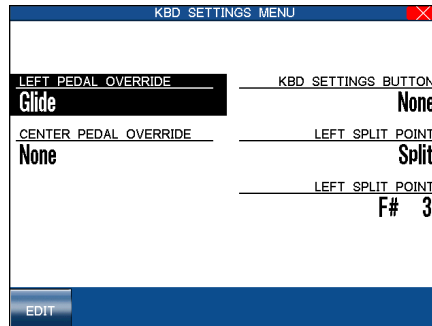 KBD SETTINGS MENU
LEFT PEDAL OVERRIDE
Glide
CENTER PEDAL OVERRIDE
None
KBD SETTINGS BUTTON
None
LEFT SPLIT POINT
Split
LEFT SPLIT POINT
F# 3
EDIT